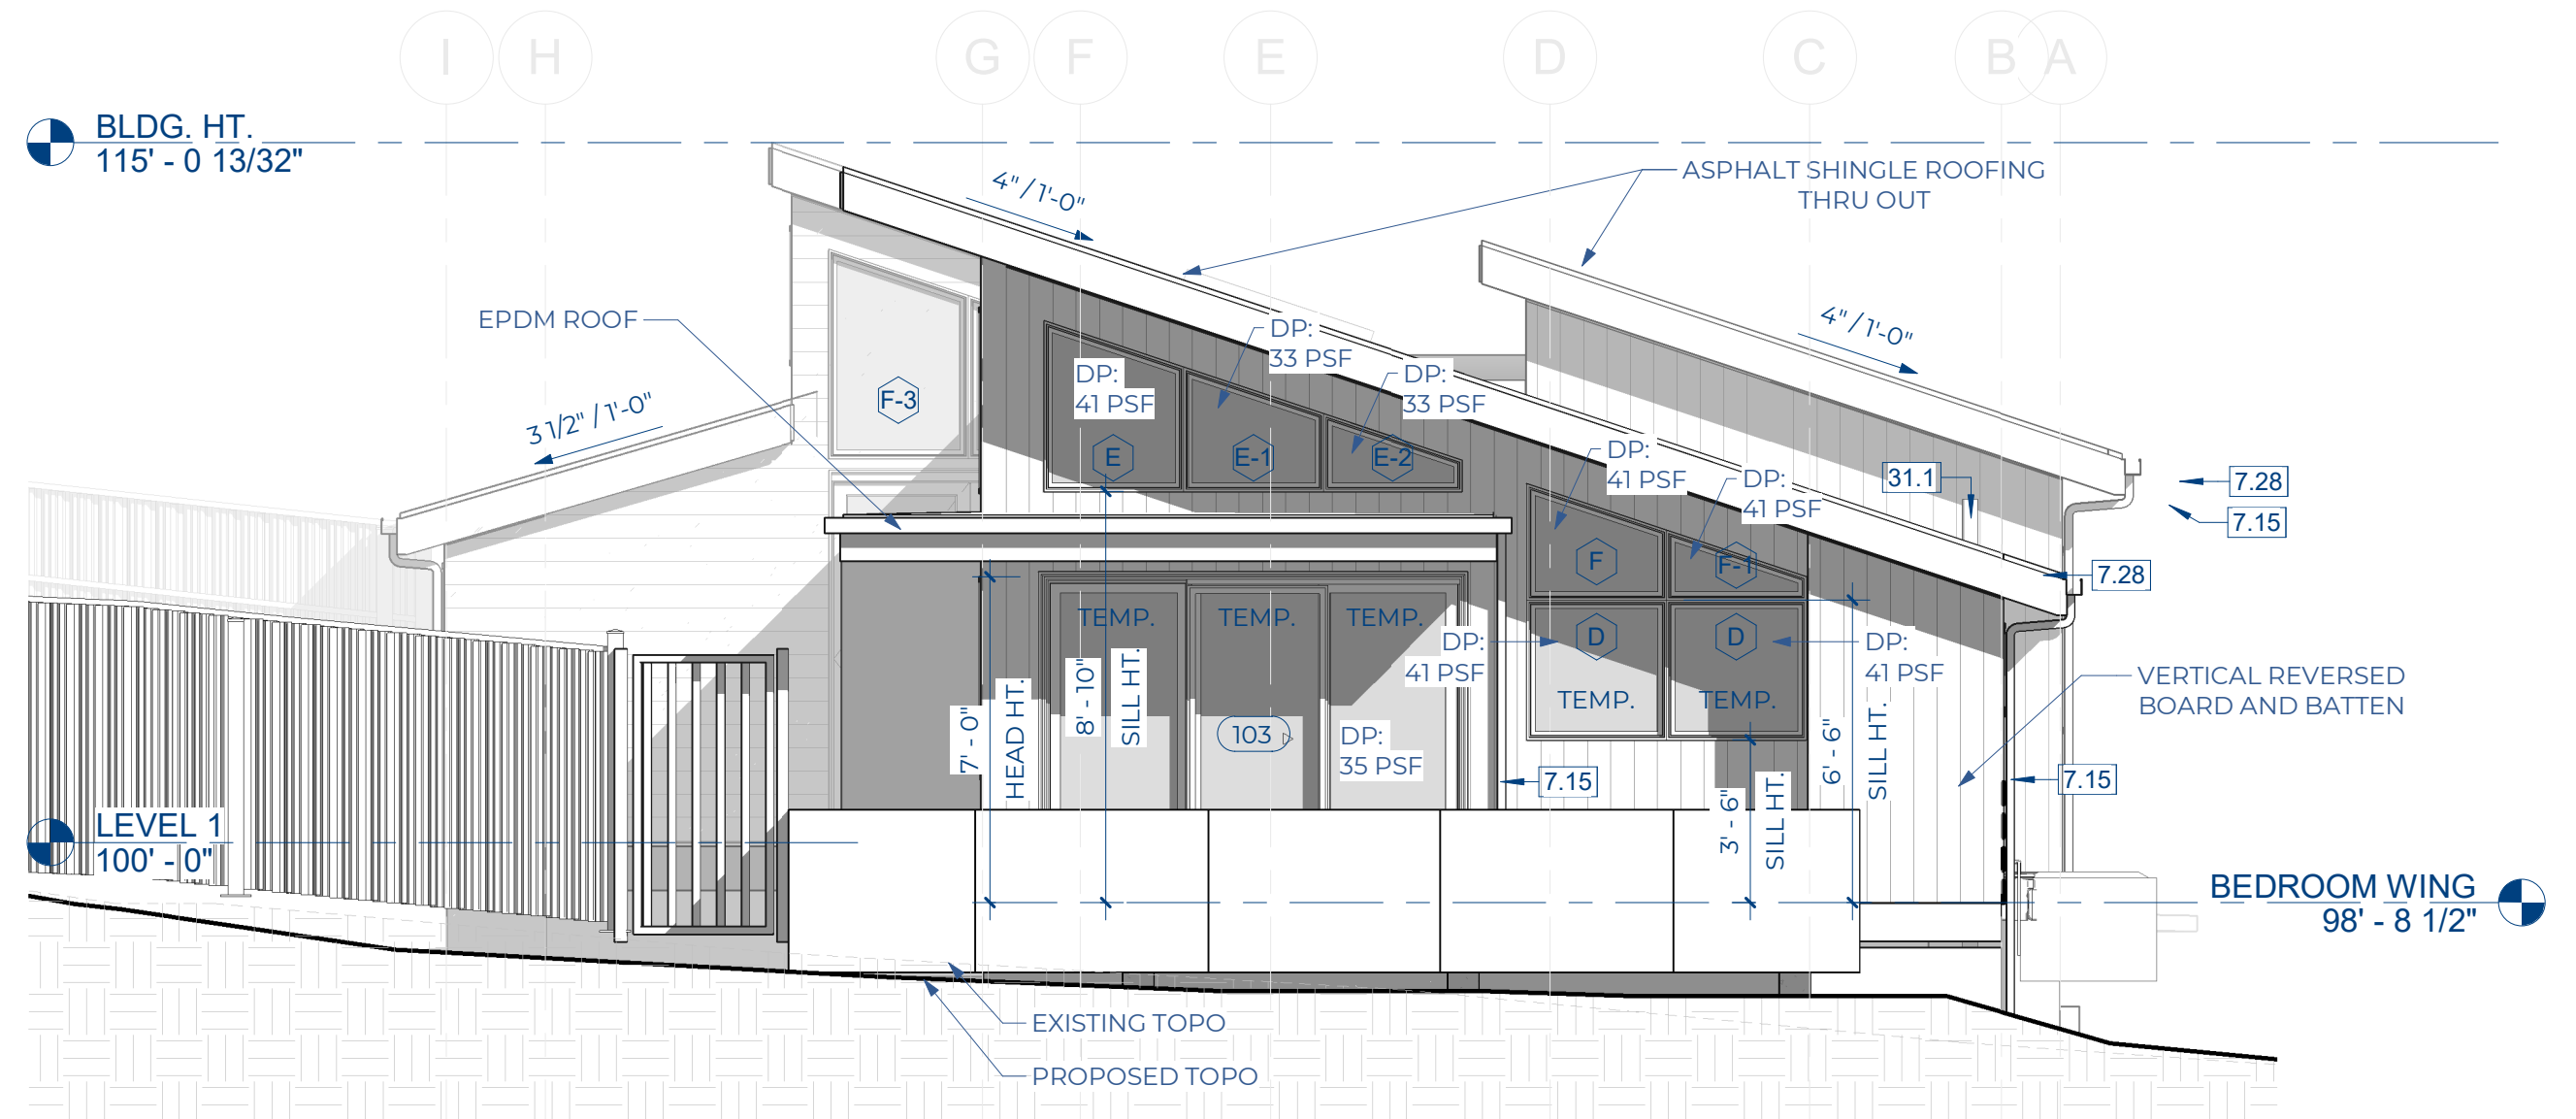 I H G F E D C B A
BLDG. HT.
115' - 0 13/32"
4" / 1'-0"
ASPHALT SHINGLE ROOFING
THRU OUT
EPDM ROOF
3 1/2" / 1'-0"
4" / 1'-0"
F-3
DP:
41 PSF
DP:
33 PSF
DP:
33 PSF
E
E-1
E-2
DP:
41 PSF
DP:
41 PSF
31.1
7.28
7.15
7.28
F
F-1
TEMP.
TEMP.
TEMP.
DP:
41 PSF
D
D
DP:
41 PSF
TEMP.
TEMP.
VERTICAL REVERSED
BOARD AND BATTEN
7' - 0"
HEAD HT.
8' - 10"
SILL HT.
103
DP:
35 PSF
7.15
3' - 6"
SILL HT.
6' - 6"
SILL HT.
7.15
LEVEL 1
100' - 0"
BEDROOM WING
98' - 8 1/2"
EXISTING TOPO
PROPOSED TOPO